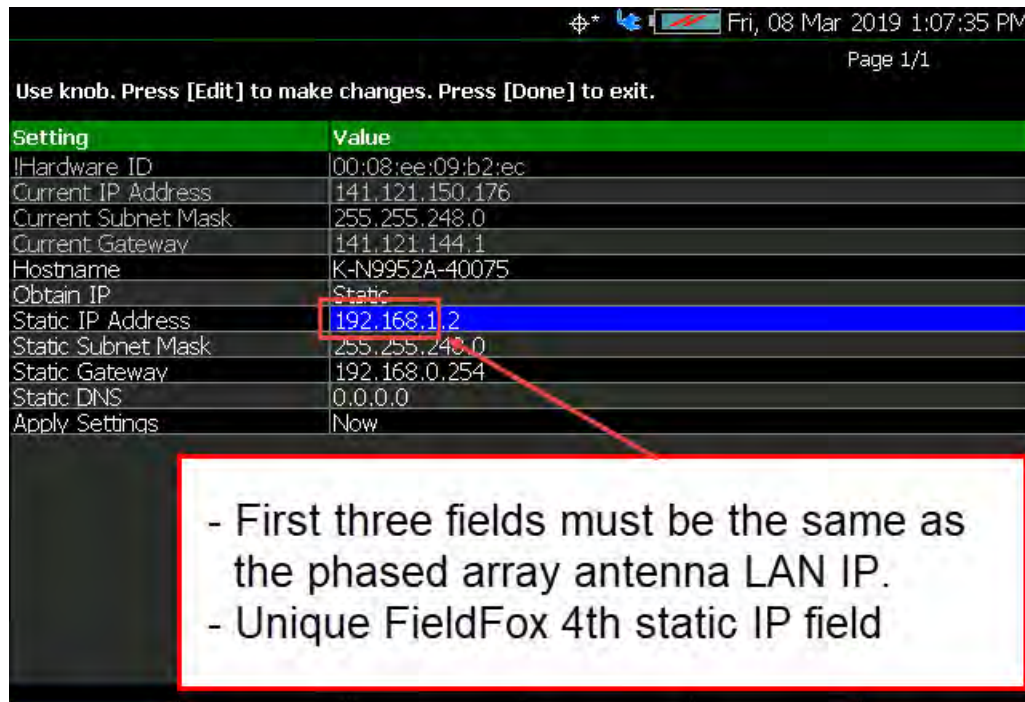 Fri, 08 Mar 2019 1:07:35 PM
Page 1/1
Use knob. Press [Edit] to make changes. Press [Done] to exit.
Setting Value
!Hardware ID 00:08:ee:09:b2:ec
Current IP Address 141.121.150.176
Current Subnet Mask 255.255.248.0
Current Gateway 141.121.144.1
Hostname K-N9952A-40075
Obtain IP Static
Static IP Address 192.168.1.2
Static Subnet Mask 255.255.248.0
Static Gateway 192.168.0.254
Static DNS 0.0.0.0
Apply Settings Now
- First three fields must be the same as
the phased array antenna LAN IP.
- Unique FieldFox 4th static IP field